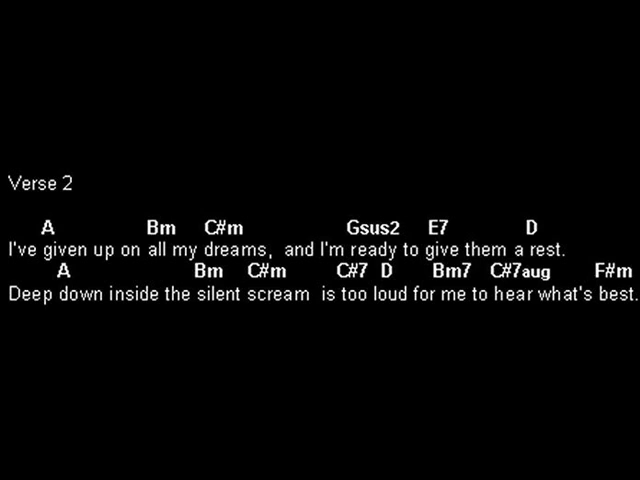 Verse 2
A Bm C#m Gsus2 E7 D
I've given up on all my dreams, and I'm ready to give them a rest.
A Bm C#m C#7 D Bm7 C#7aug F#m
Deep down inside the silent scream is too loud for me to hear what's best.